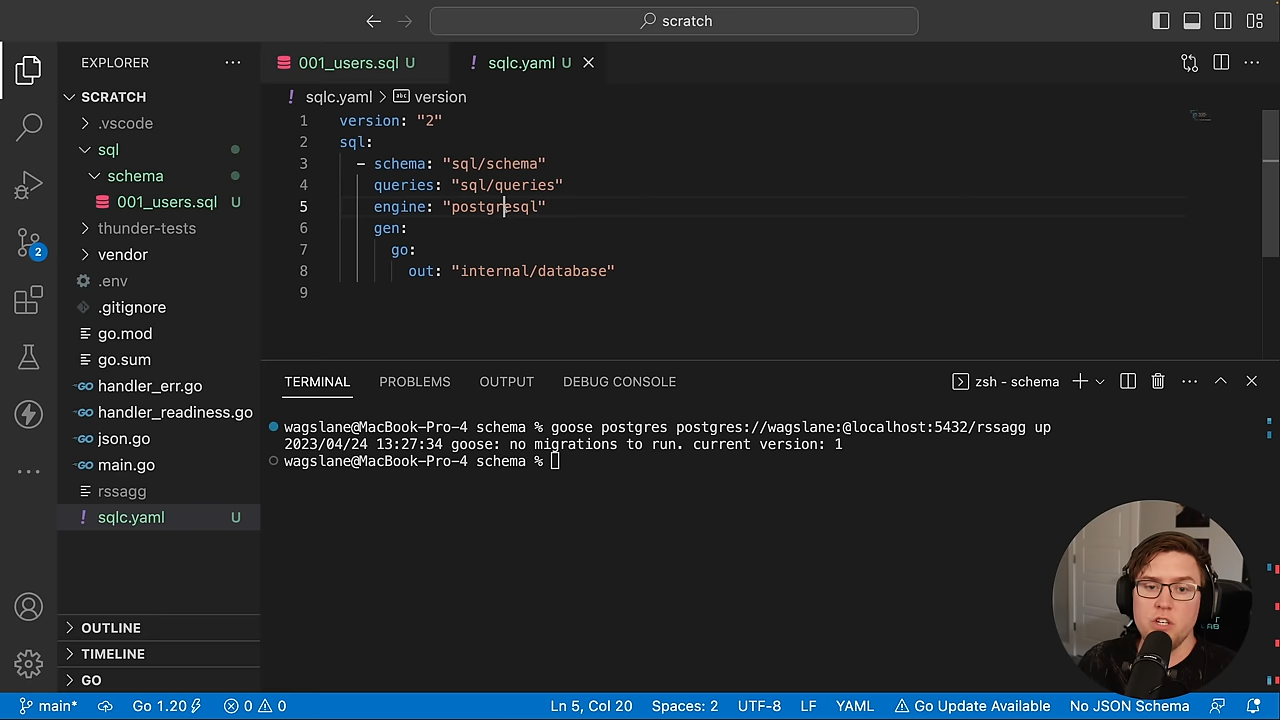 scratch
EXPLORER
SCRATCH
.vscode
sql
schema
001_users.sql U
thunder-tests
vendor
.env
.gitignore
go.mod
go.sum
GO handler_err.go
GO handler_readiness.go
GO json.go
GO main.go
rssagg
! sqlc.yaml U
OUTLINE
TIMELINE
GO
2
001_users.sql U
! sqlc.yaml U
! sqlc.yaml > abc version
1 version: "2"
2 sql:
3 - schema: "sql/schema"
4 queries: "sql/queries"
5 engine: "postgresql"
6 gen:
7 go:
8 out: "internal/database"
9
TERMINAL PROBLEMS OUTPUT DEBUG CONSOLE zsh - schema
wagslane@MacBook-Pro-4 schema % goose postgres postgres://wagslane:@localhost:5432/rssagg up
2023/04/24 13:27:34 goose: no migrations to run. current version: 1
wagslane@MacBook-Pro-4 schema %
main* Go 1.20 0 0 Ln 5, Col 20 Spaces: 2 UTF-8 LF YAML Go Update Available No JSON Schema